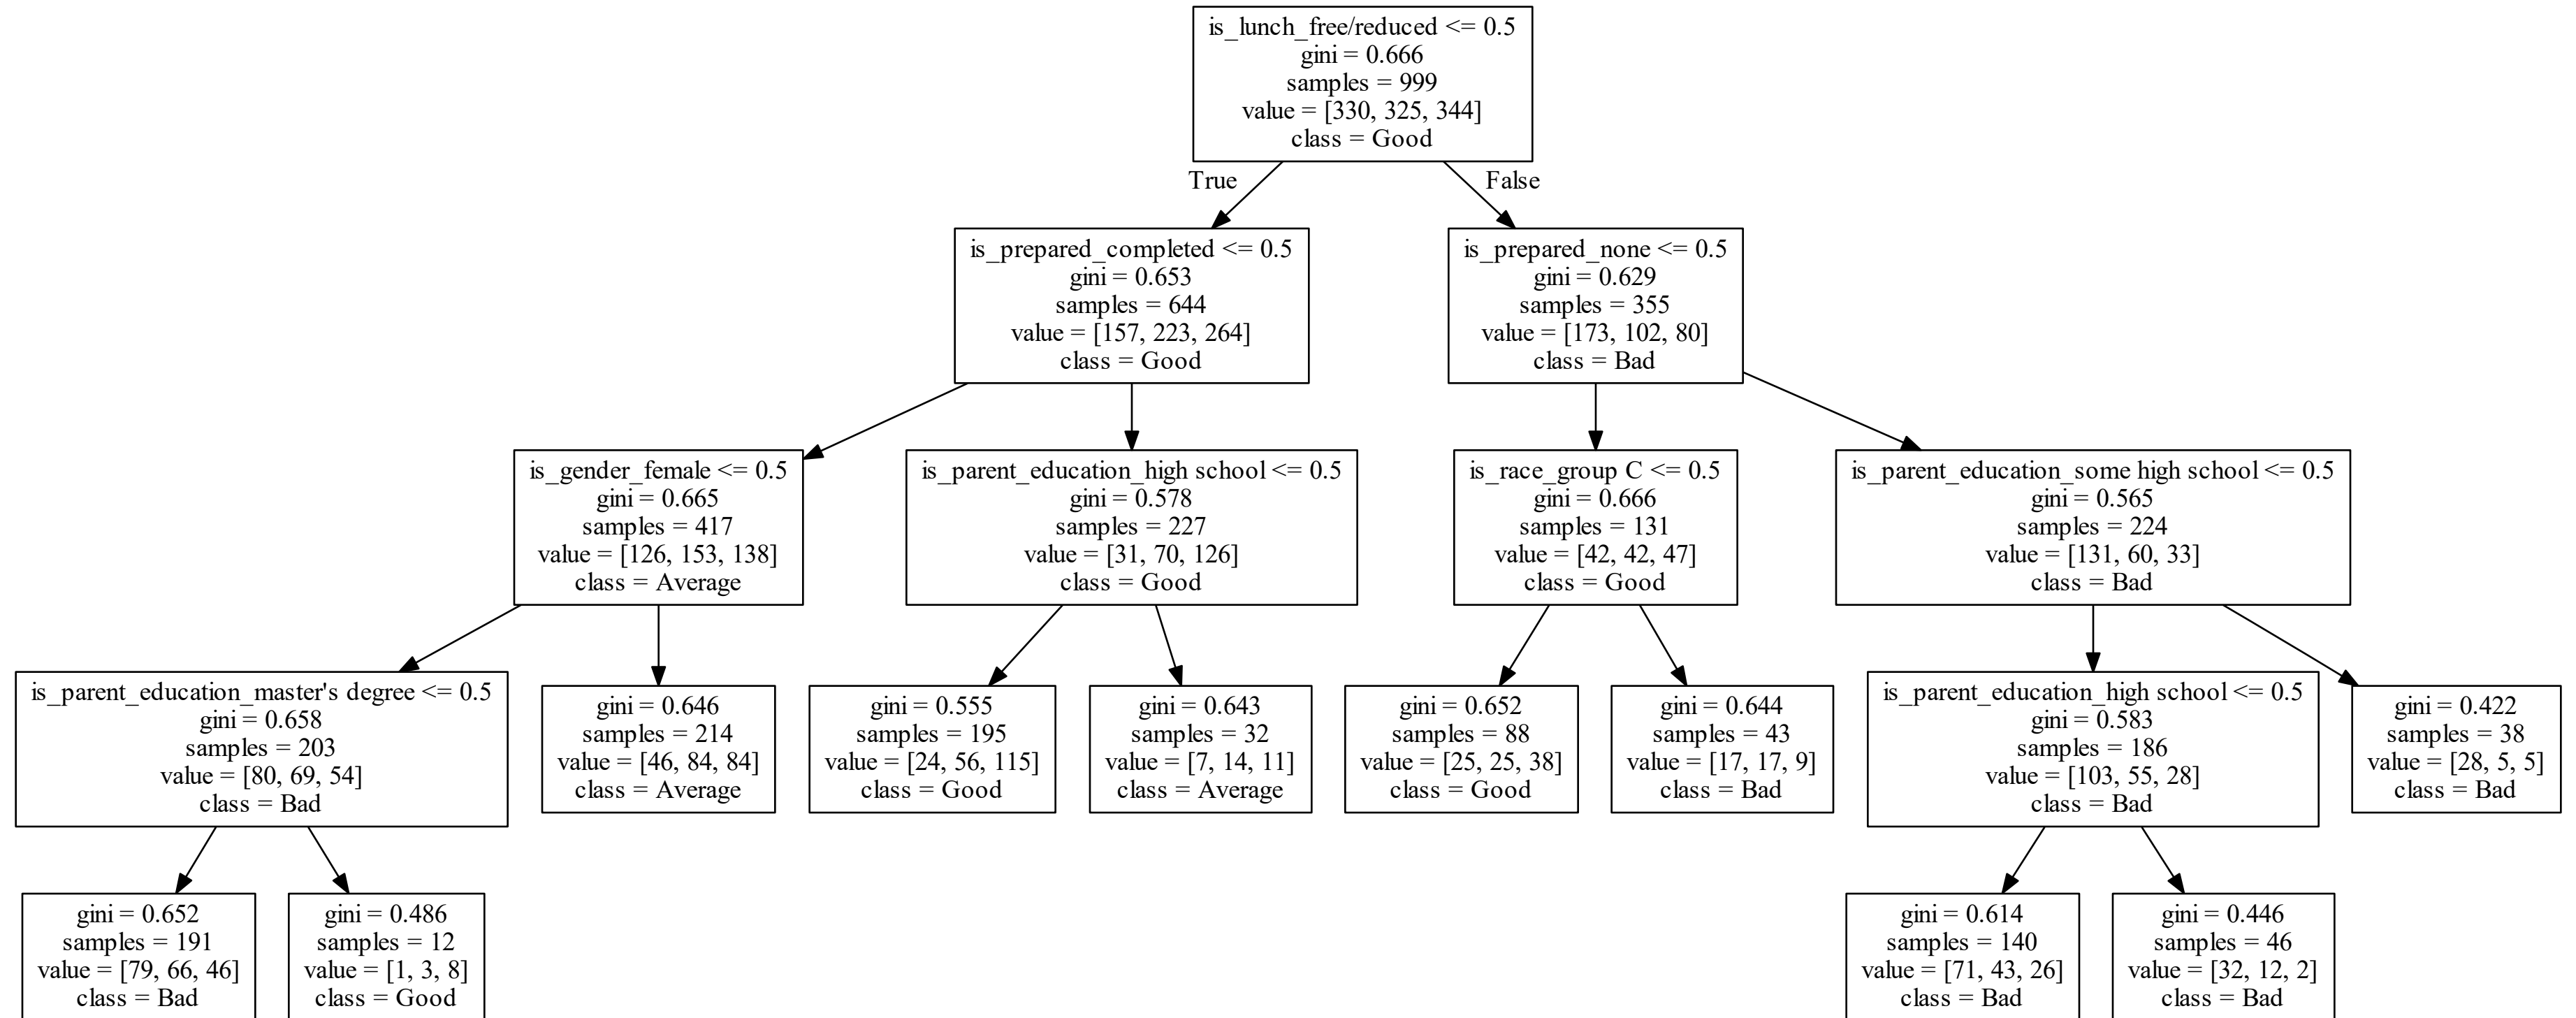 is_lunch_free/reduced <= 0.5
gini = 0.666
samples = 999
value = [330, 325, 344]
class = Good
True
False
is_prepared_completed <= 0.5
gini = 0.653
samples = 644
value = [157, 223, 264]
class = Good
is_prepared_none <= 0.5
gini = 0.629
samples = 355
value = [173, 102, 80]
class = Bad
is_gender_female <= 0.5
gini = 0.665
samples = 417
value = [126, 153, 138]
class = Average
is_parent_education_high school <= 0.5
gini = 0.578
samples = 227
value = [31, 70, 126]
class = Good
is_race_group C <= 0.5
gini = 0.666
samples = 131
value = [42, 42, 47]
class = Good
is_parent_education_some high school <= 0.5
gini = 0.565
samples = 224
value = [131, 60, 33]
class = Bad
is_parent_education_master's degree <= 0.5
gini = 0.658
samples = 203
value = [80, 69, 54]
class = Bad
gini = 0.646
samples = 214
value = [46, 84, 84]
class = Average
gini = 0.555
samples = 195
value = [24, 56, 115]
class = Good
gini = 0.643
samples = 32
value = [7, 14, 11]
class = Average
gini = 0.652
samples = 88
value = [25, 25, 38]
class = Good
gini = 0.644
samples = 43
value = [17, 17, 9]
class = Bad
is_parent_education_high school <= 0.5
gini = 0.583
samples = 186
value = [103, 55, 28]
class = Bad
gini = 0.422
samples = 38
value = [28, 5, 5]
class = Bad
gini = 0.652
samples = 191
value = [79, 66, 46]
class = Bad
gini = 0.486
samples = 12
value = [1, 3, 8]
class = Good
gini = 0.614
samples = 140
value = [71, 43, 26]
class = Bad
gini = 0.446
samples = 46
value = [32, 12, 2]
class = Bad